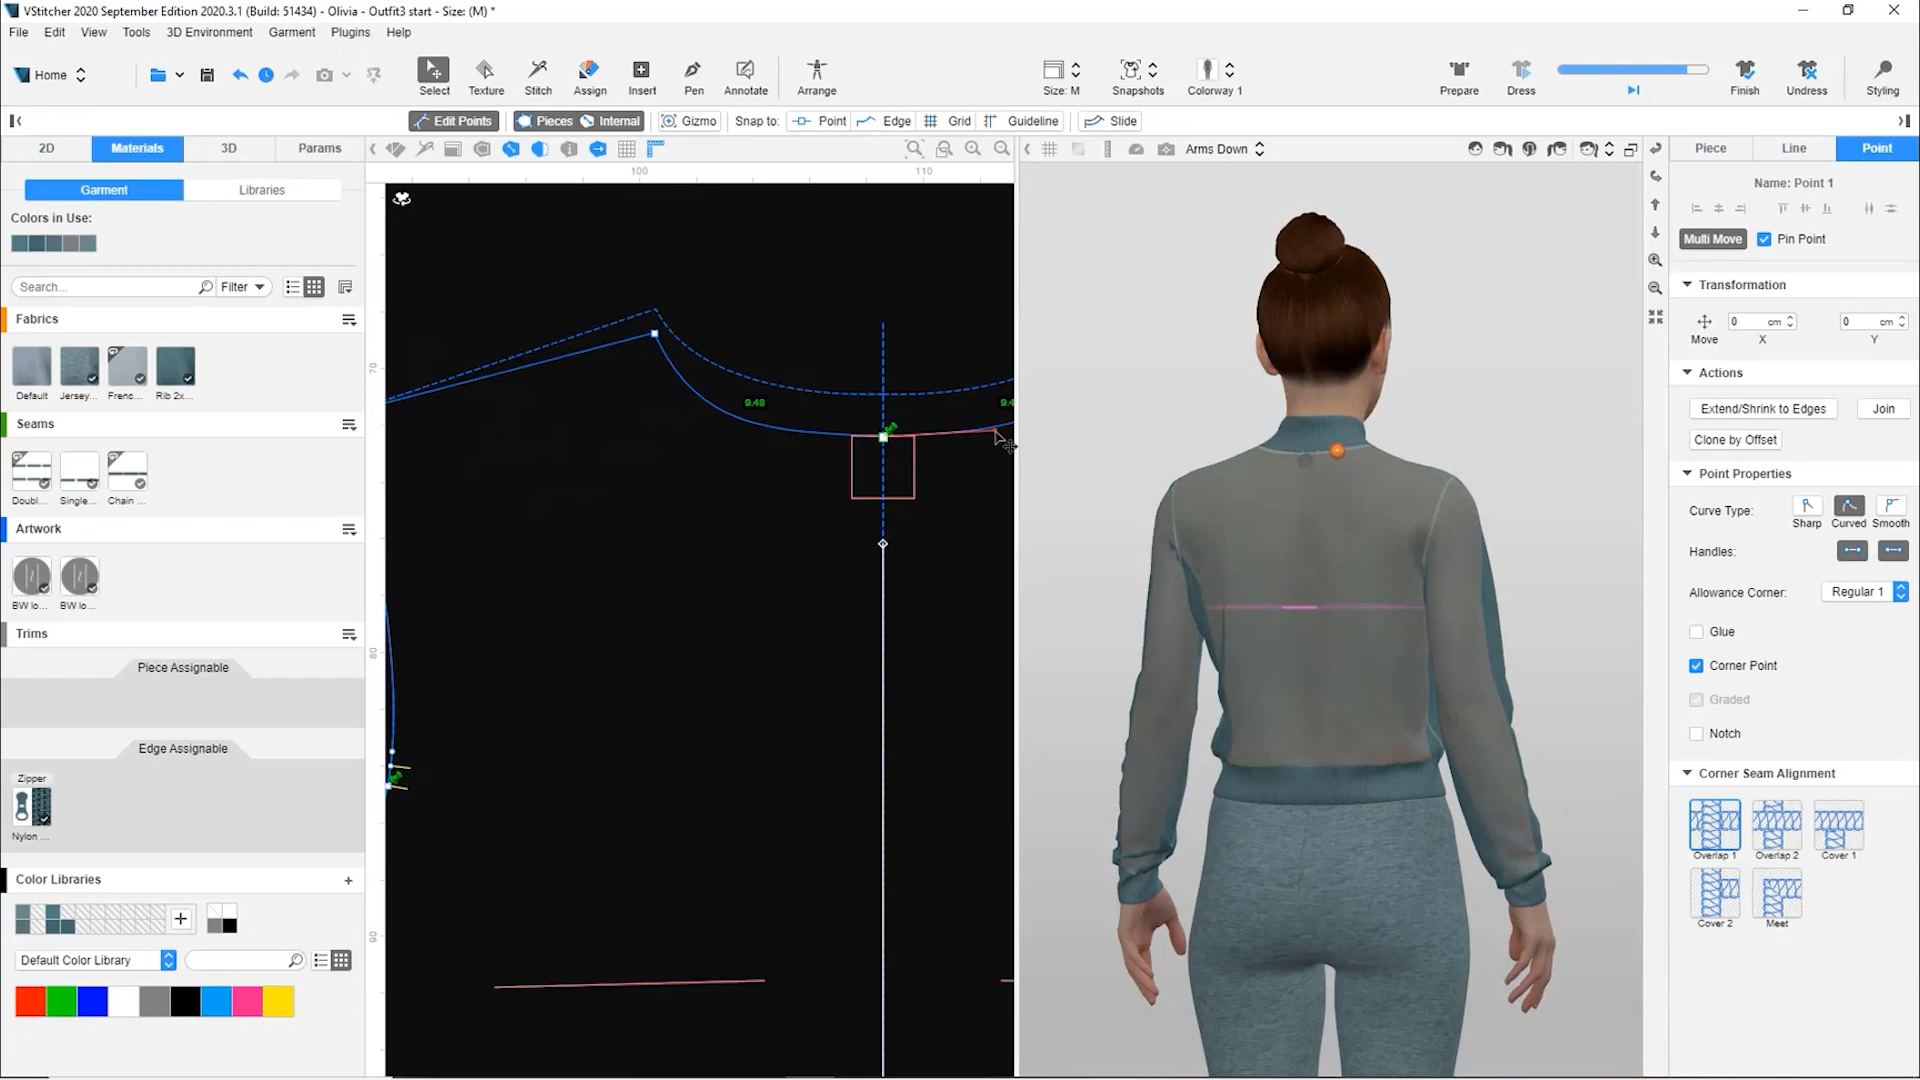 VStitcher 2020 September Edition 2020.3.1 (Build: 51434) - Olivia - Outfit3 start - Size: (M) *
File Edit View Tools 3D Environment Garment Plugins Help
Home
Select Texture Stitch Assign Insert Pen Annotate Arrange Size: M Snapshots Colorway 1 Prepare Dress Finish Undress Styling
Edit Points Pieces Internal Gizmo Snap to: Point Edge Grid Guideline Slide
2D Materials 3D Params
Arms Down
Piece Line Point
100 110
Garment Libraries
Name: Point 1
Colors in Use:
Multi Move Pin Point
Search... Filter
Transformation
Fabrics
0 cm 0 cm
Move X Y
70
Actions
Default Jersey... Frenc... Rib 2x...
9.48 9.4
Extend/Shrink to Edges Join
Seams
Clone by Offset
Point Properties
Doubl... Single... Chain ...
Curve Type: Sharp Curved Smooth
Artwork
Handles:
Allowance Corner: Regular 1
BW lo... BW lo...
Trims
Glue
80
Piece Assignable
Corner Point
Graded
Notch
Edge Assignable
Corner Seam Alignment
Zipper
Nylon ...
Overlap 1 Overlap 2 Cover 1
Color Libraries
Cover 2 Meet
90
Default Color Library